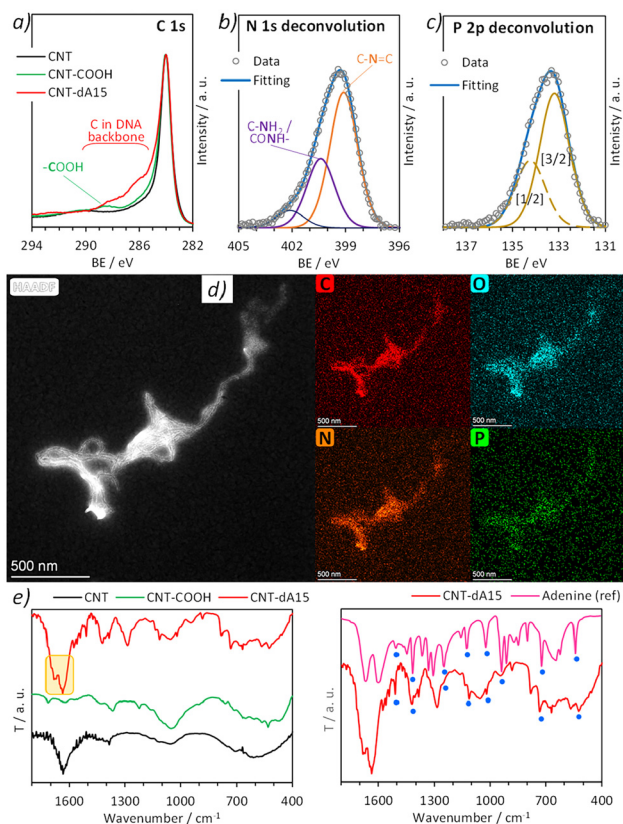 a)
C 1s
CNT
CNT-COOH
CNT-dA15
C in DNA
backbone
-COOH
294 290 286 282
BE / eV
Intenisty / a. u.
b)
N 1s deconvolution
Data
Fitting
C-N=C
C-NH₂ /
CONH-
405 402 399 396
BE / eV
Intenisty / a. u.
c)
P 2p deconvolution
Data
Fitting
[3/2]
[1/2]
137 135 133 131
BE / eV
HAADF
d)
500 nm
C
500 nm
O
500 nm
N
500 nm
P
500 nm
e)
CNT CNT-COOH CNT-dA15
T / a. u.
1600 1300 1000 700 400
Wavenumber / cm⁻¹
CNT-dA15 Adenine (ref)
T / a. u.
1600 1300 1000 700 400
Wavenumber / cm⁻¹